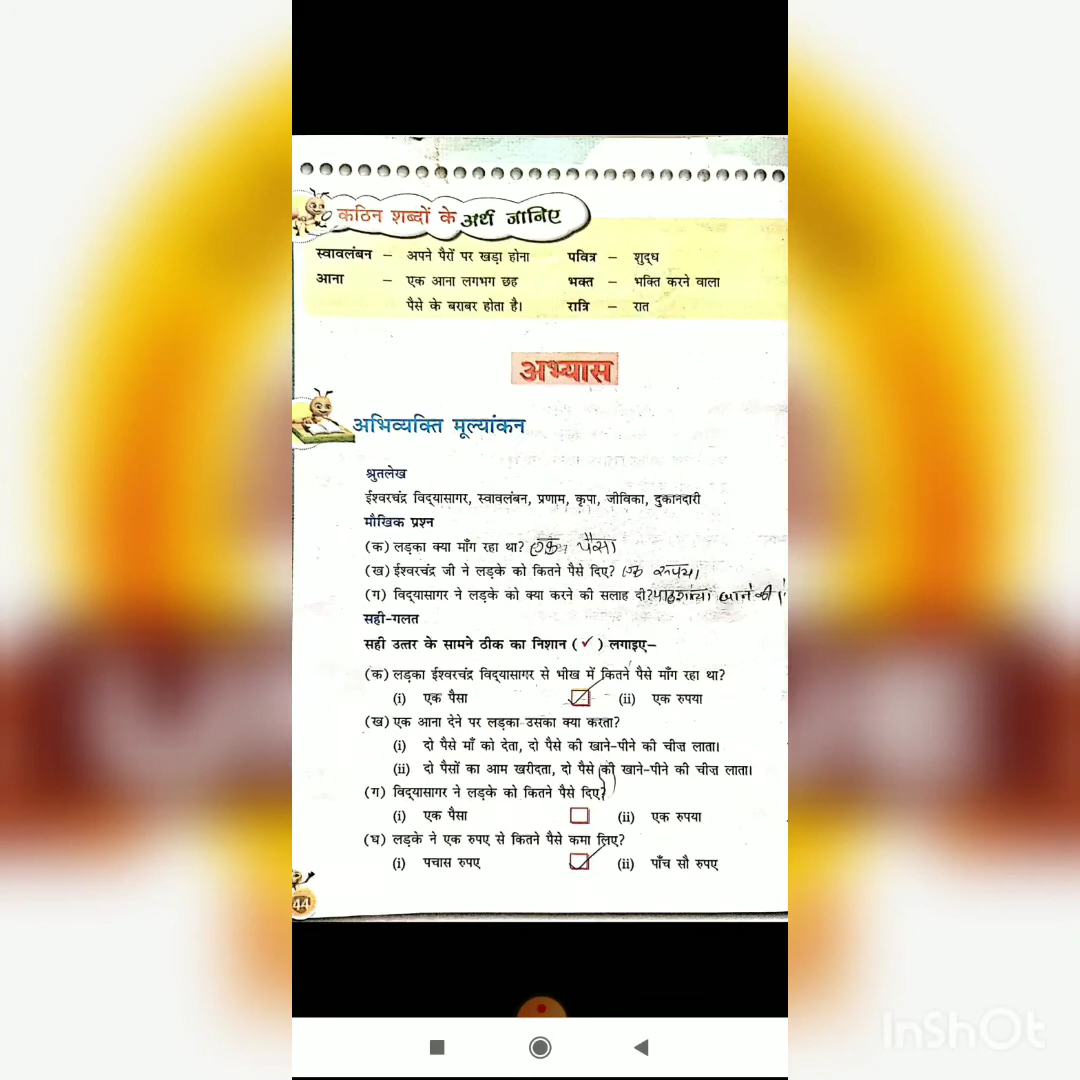 कठिन शब्दों के अर्थ जानिए
स्वावलंबन – अपने पैरों पर खड़ा होना पवित्र – शुद्ध
आना – एक आना लगभग छह भक्त – भक्ति करने वाला
पैसे के बराबर होता है। रात्रि – रात
अभ्यास
अभिव्यक्ति मूल्यांकन
श्रुतलेख
ईश्वरचंद्र विद्यासागर, स्वावलंबन, प्रणाम, कृपा, जीविका, दुकानदारी
मौखिक प्रश्न
(क) लड़का क्या माँग रहा था? एक पैसा
(ख) ईश्वरचंद्र जी ने लड़के को कितने पैसे दिए? एक रुपया
(ग) विद्यासागर ने लड़के को क्या करने की सलाह दी? पाठशाला जाने की।
सही-गलत
सही उत्तर के सामने ठीक का निशान (✓) लगाइए–
(क) लड़का ईश्वरचंद्र विद्यासागर से भीख में कितने पैसे माँग रहा था?
(i) एक पैसा ✓ (ii) एक रुपया
(ख) एक आना देने पर लड़का उसका क्या करता?
(i) दो पैसे माँ को देता, दो पैसे की खाने-पीने की चीज़ लाता।
(ii) दो पैसों का आम खरीदता, दो पैसे की खाने-पीने की चीज़ लाता।
(ग) विद्यासागर ने लड़के को कितने पैसे दिए?
(i) एक पैसा (ii) एक रुपया
(घ) लड़के ने एक रुपए से कितने पैसे कमा लिए?
(i) पचास रुपए ✓ (ii) पाँच सौ रुपए
44
InShOt